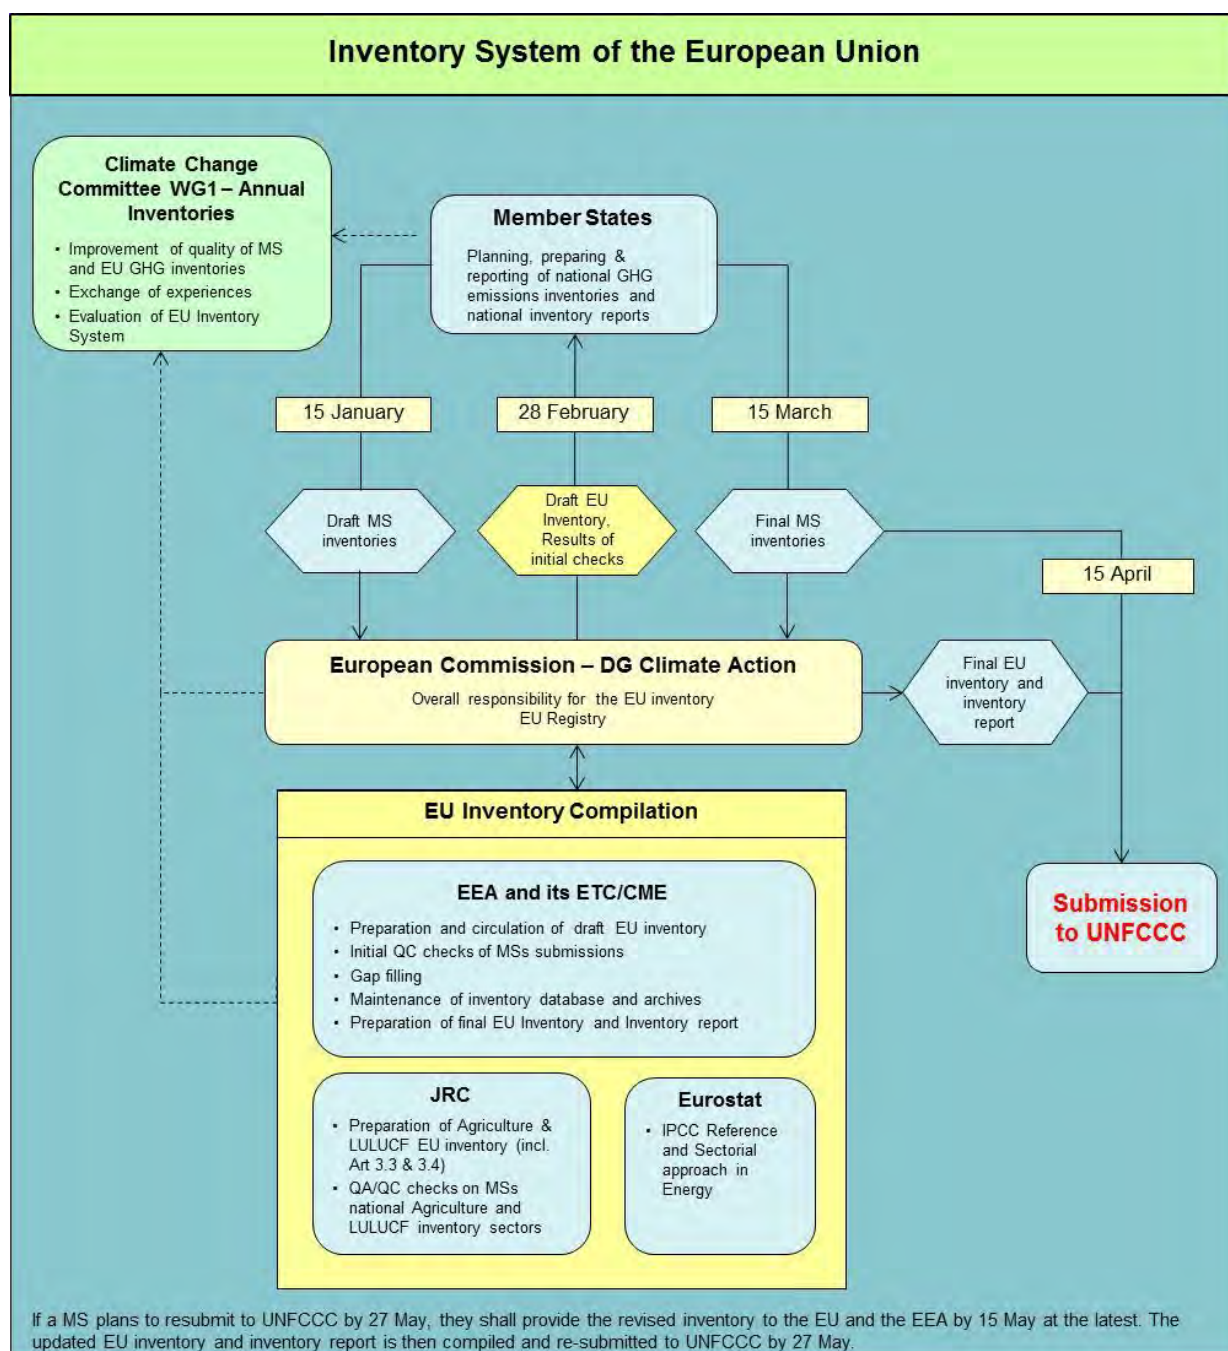 Inventory System of the European Union
Climate Change
Committee WG1 – Annual
Inventories
• Improvement of quality of MS
and EU GHG inventories
• Exchange of experiences
• Evaluation of EU Inventory
System
Member States
Planning, preparing &
reporting of national GHG
emissions inventories and
national inventory reports
15 January
28 February
15 March
Draft MS
inventories
Draft EU
Inventory,
Results of
initial checks
Final MS
inventories
15 April
European Commission – DG Climate Action
Overall responsibility for the EU inventory
EU Registry
Final EU
inventory and
inventory
report
EU Inventory Compilation
EEA and its ETC/CME
• Preparation and circulation of draft EU inventory
• Initial QC checks of MSs submissions
• Gap filling
• Maintenance of inventory database and archives
• Preparation of final EU Inventory and Inventory report
Submission
to UNFCCC
JRC
• Preparation of Agriculture &
LULUCF EU inventory (incl.
Art 3.3 & 3.4)
• QA/QC checks on MSs
national Agriculture and
LULUCF inventory sectors
Eurostat
• IPCC Reference
and Sectorial
approach in
Energy
If a MS plans to resubmit to UNFCCC by 27 May, they shall provide the revised inventory to the EU and the EEA by 15 May at the latest. The
updated EU inventory and inventory report is then compiled and re-submitted to UNFCCC by 27 May.